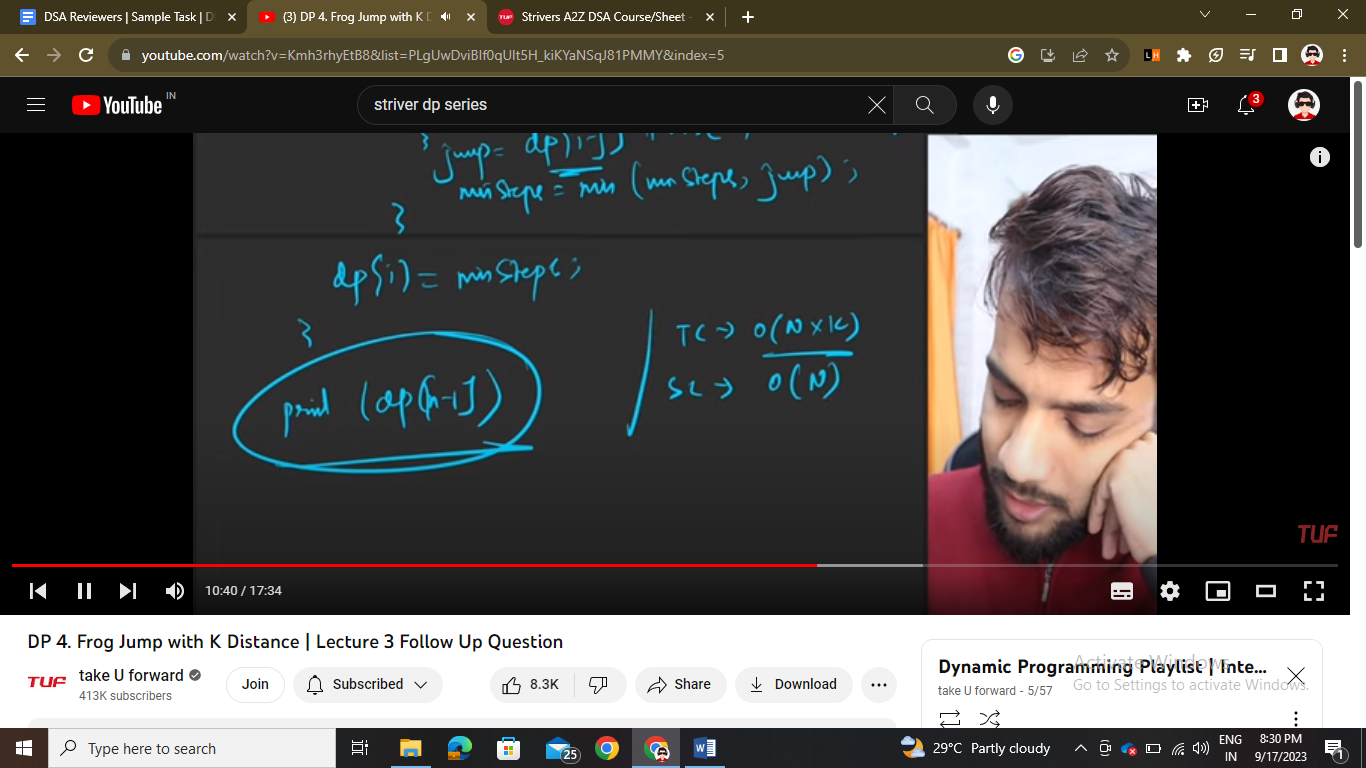 DSA Reviewers | Sample Task | D
(3) DP 4. Frog Jump with K D
TUF Strivers A2Z DSA Course/Sheet -
youtube.com/watch?v=Kmh3rhyEtB8&list=PLgUwDviBIf0qUlt5H_kiKYaNSqJ81PMMY&index=5
YouTube IN
striver dp series
3
} jump = dp[i-j]
minSteps = min (minSteps, jump);
}
dp[i] = minSteps;
}
print (dp[n-1])
TC → O(N x K)
SC → O(N)
TUF
10:40 / 17:34
DP 4. Frog Jump with K Distance | Lecture 3 Follow Up Question
TUF take U forward
413K subscribers
Join
Subscribed
8.3K
Share
Download
Dynamic Programming Playlist | Inte...
take U forward - 5/57
Activate Windows
Go to Settings to activate Windows.
Type here to search
25
29°C Partly cloudy
ENG
IN
8:30 PM
9/17/2023
1